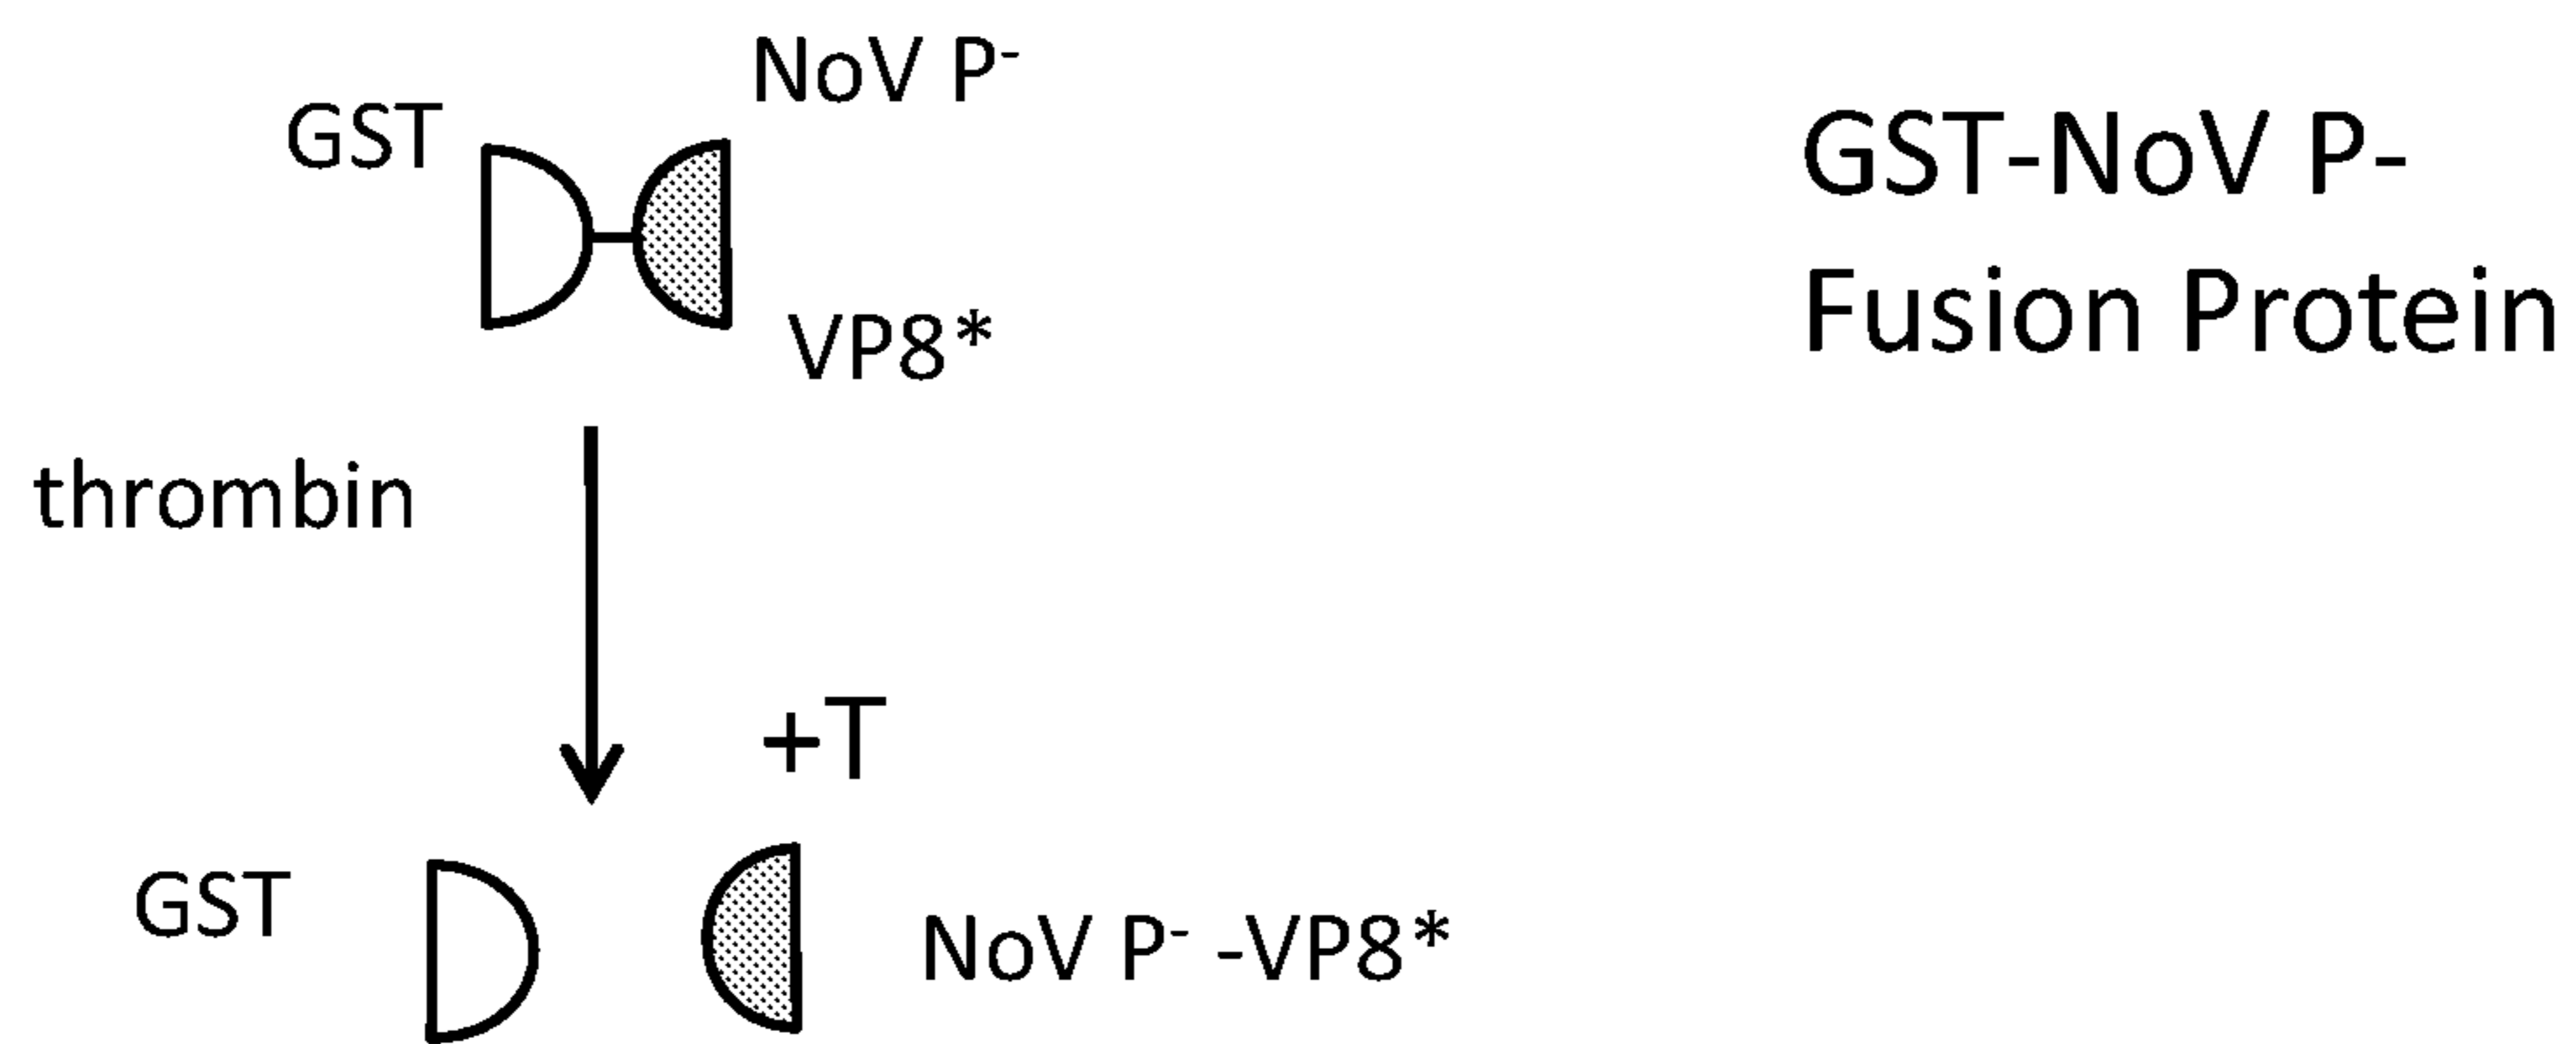 NoV P⁻
GST
GST-NoV P-
Fusion Protein
VP8*
thrombin
+T
GST
NoV P⁻ -VP8*